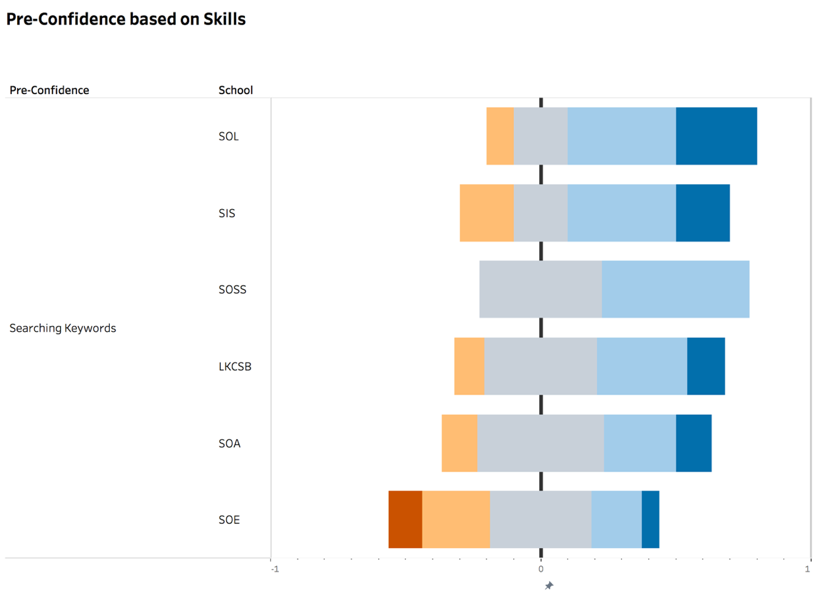 Pre-Confidence based on Skills
Pre-Confidence School
SOL
SIS
SOSS
Searching Keywords
LKCSB
SOA
SOE
-1 0 1